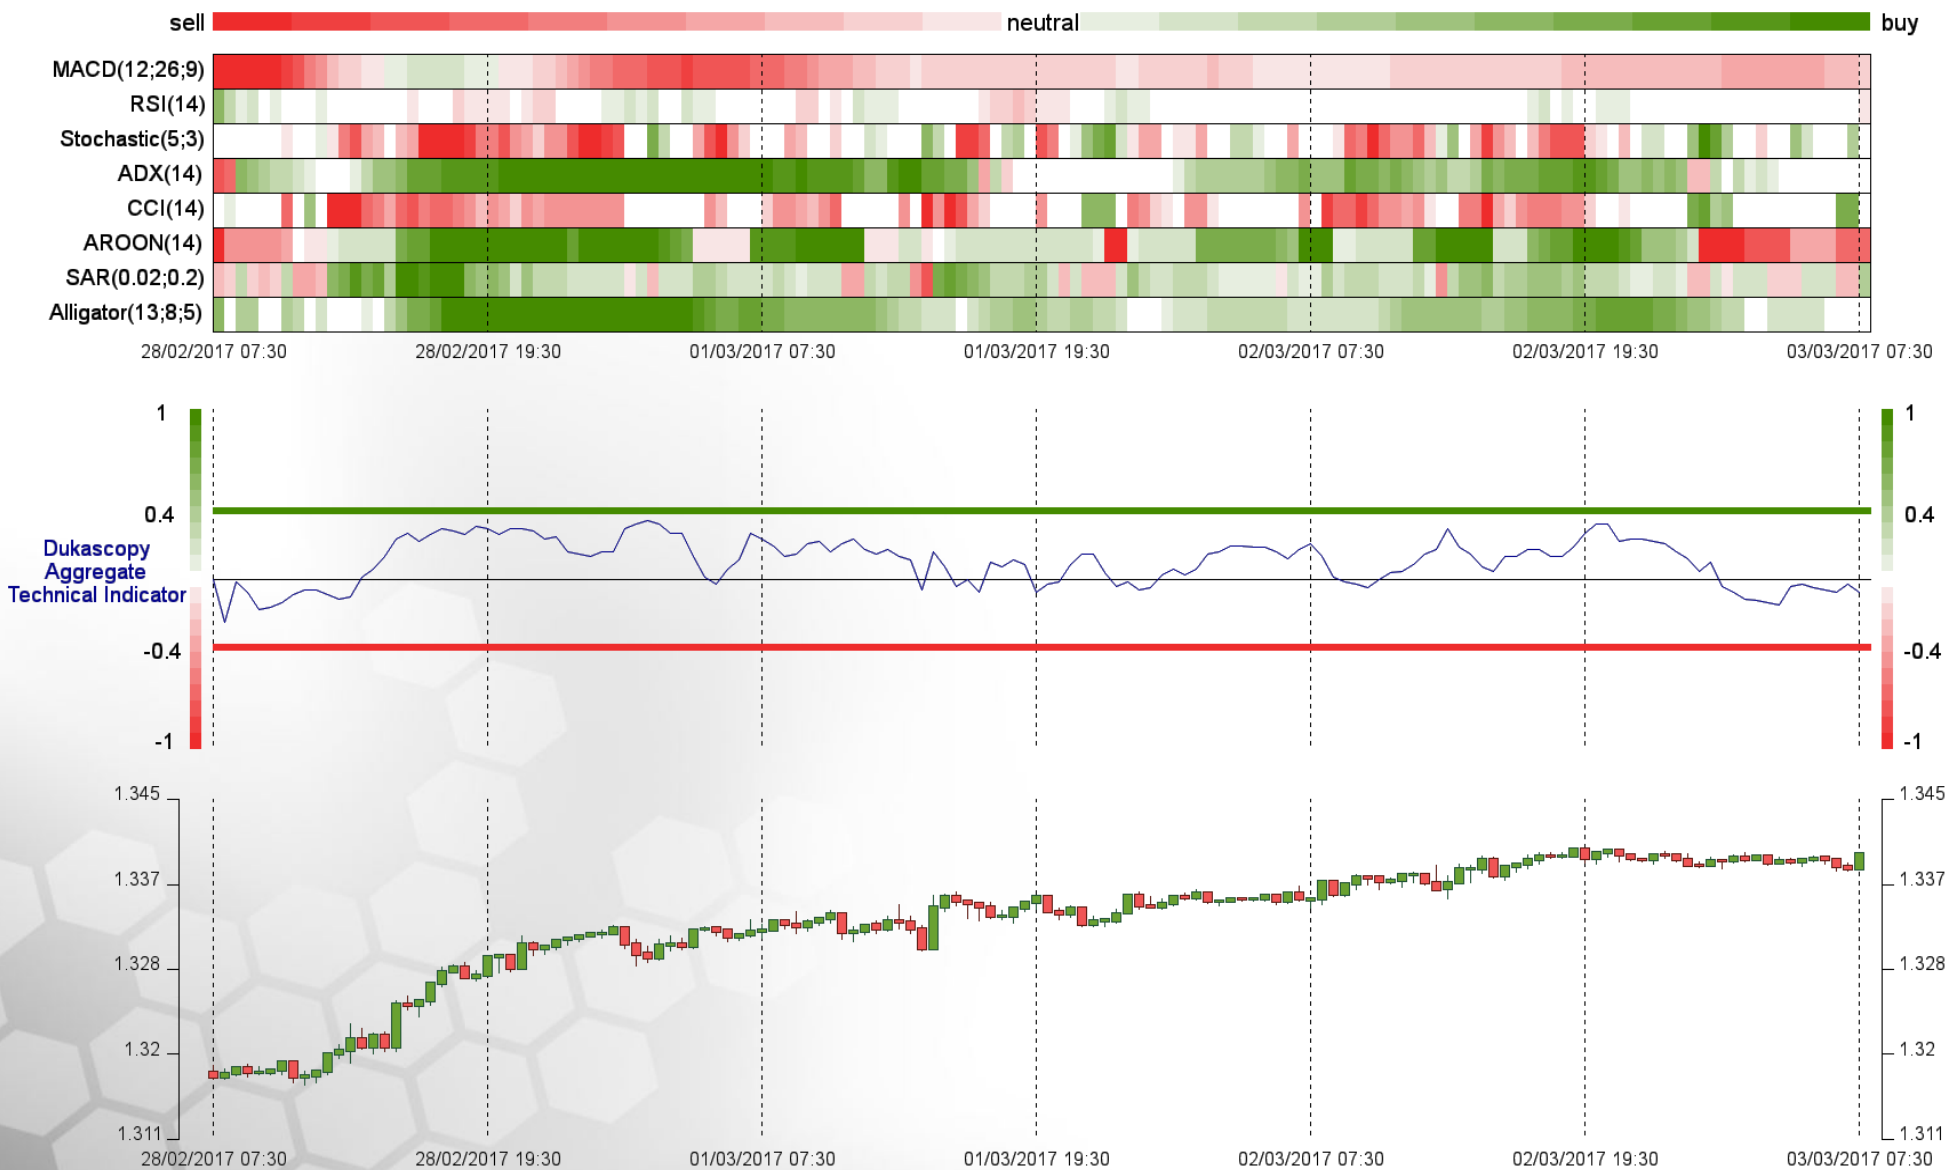 sell neutral buy
MACD(12;26;9)
RSI(14)
Stochastic(5;3)
ADX(14)
CCI(14)
AROON(14)
SAR(0.02;0.2)
Alligator(13;8;5)
28/02/2017 07:30 28/02/2017 19:30 01/03/2017 07:30 01/03/2017 19:30 02/03/2017 07:30 02/03/2017 19:30 03/03/2017 07:30
1 1
0.4 0.4
Dukascopy
Aggregate
Technical Indicator
-0.4 -0.4
-1 -1
1.345 1.345
1.337 1.337
1.328 1.328
1.32 1.32
1.311 1.311
28/02/2017 07:30 28/02/2017 19:30 01/03/2017 07:30 01/03/2017 19:30 02/03/2017 07:30 02/03/2017 19:30 03/03/2017 07:30